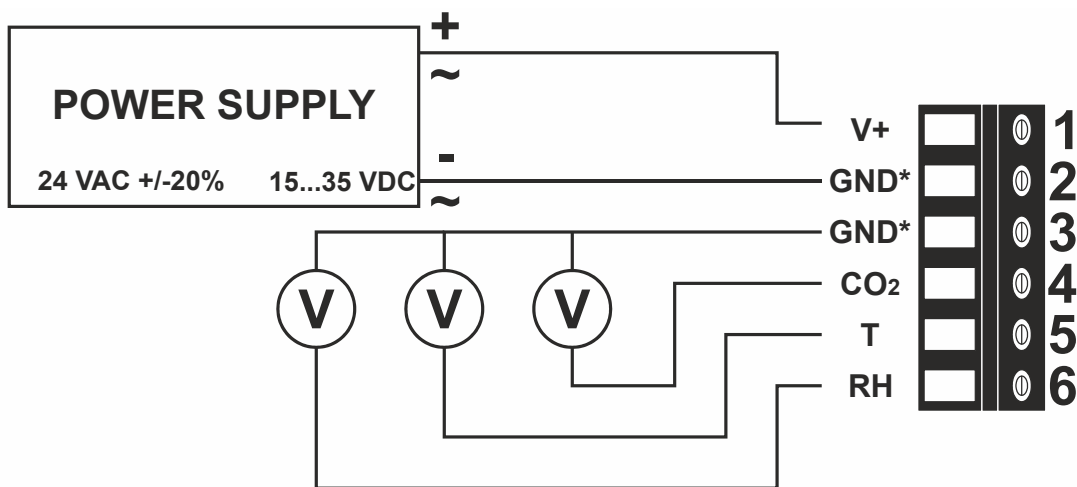 +
~
POWER SUPPLY
-
24 VAC +/-20% 15...35 VDC
~
V+ 1
GND* 2
GND* 3
CO₂ 4
T 5
RH 6
V V V